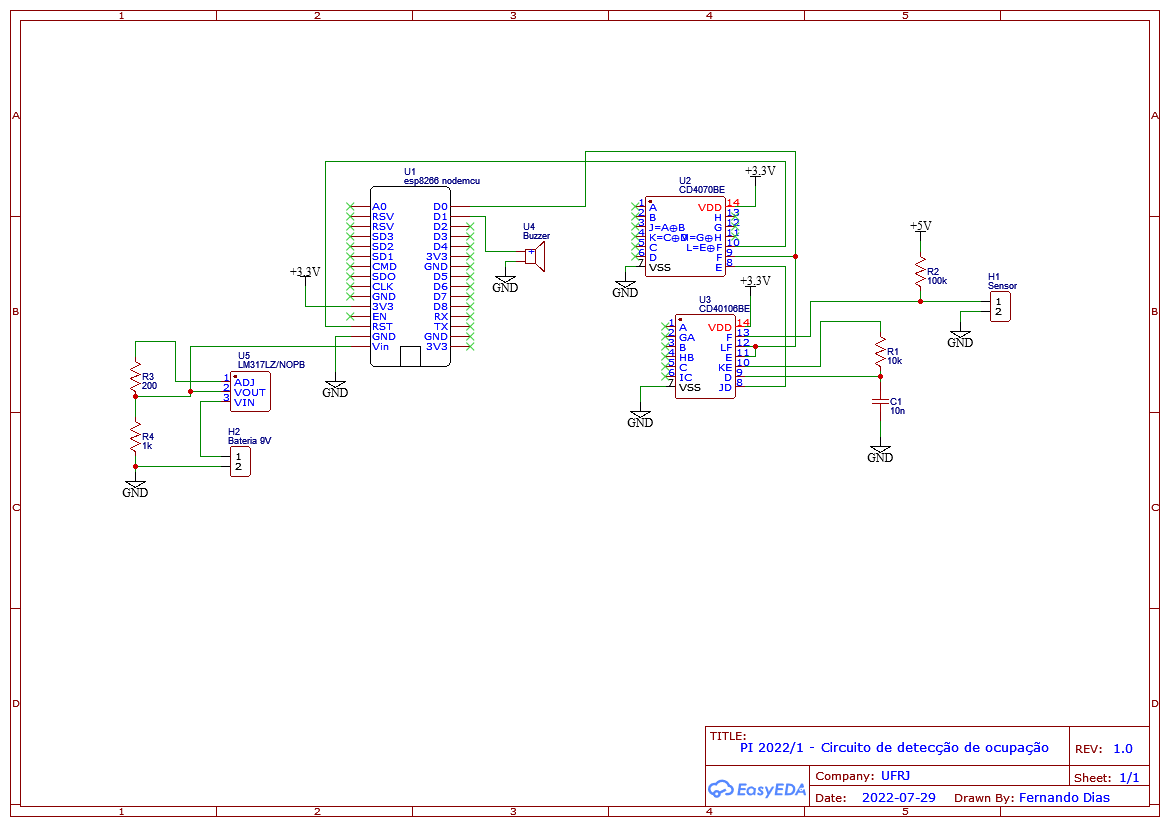 1 2 3 4 5
A A
B B
C C
D D
U1
esp8266 nodemcu
A0 D0
RSV D1
RSV D2
SD3 D3
SD2 D4
SD1 3V3
CMD GND
SDO D5
CLK D6
GND D7
3V3 D8
EN RX
RST TX
GND GND
Vin 3V3
+3.3V
GND
U4
Buzzer
+
GND
U2
CD4070BE
+3.3V
1 A VDD 14
2 B H 13
3 J=A⊕B G 12
4 K=C⊕D M=G⊕H 11
5 C L=E⊕F 10
6 D F 9
7 VSS E 8
GND
U3
CD40106BE
+3.3V
1 A VDD 14
2 GA F 13
3 B LF 12
4 HB E 11
5 C KE 10
6 IC D 9
7 VSS JD 8
GND
+5V
R2
100k
H1
Sensor
1
2
GND
R1
10k
C1
10n
GND
U5
LM317LZ/NOPB
1 ADJ
2 VOUT
3 VIN
R3
200
R4
1k
H2
Bateria 9V
1
2
GND
TITLE:
PI 2022/1 - Circuito de detecção de ocupação
REV: 1.0
EasyEDA
Company: UFRJ
Sheet: 1/1
Date: 2022-07-29 Drawn By: Fernando Dias
1 2 3 4 5